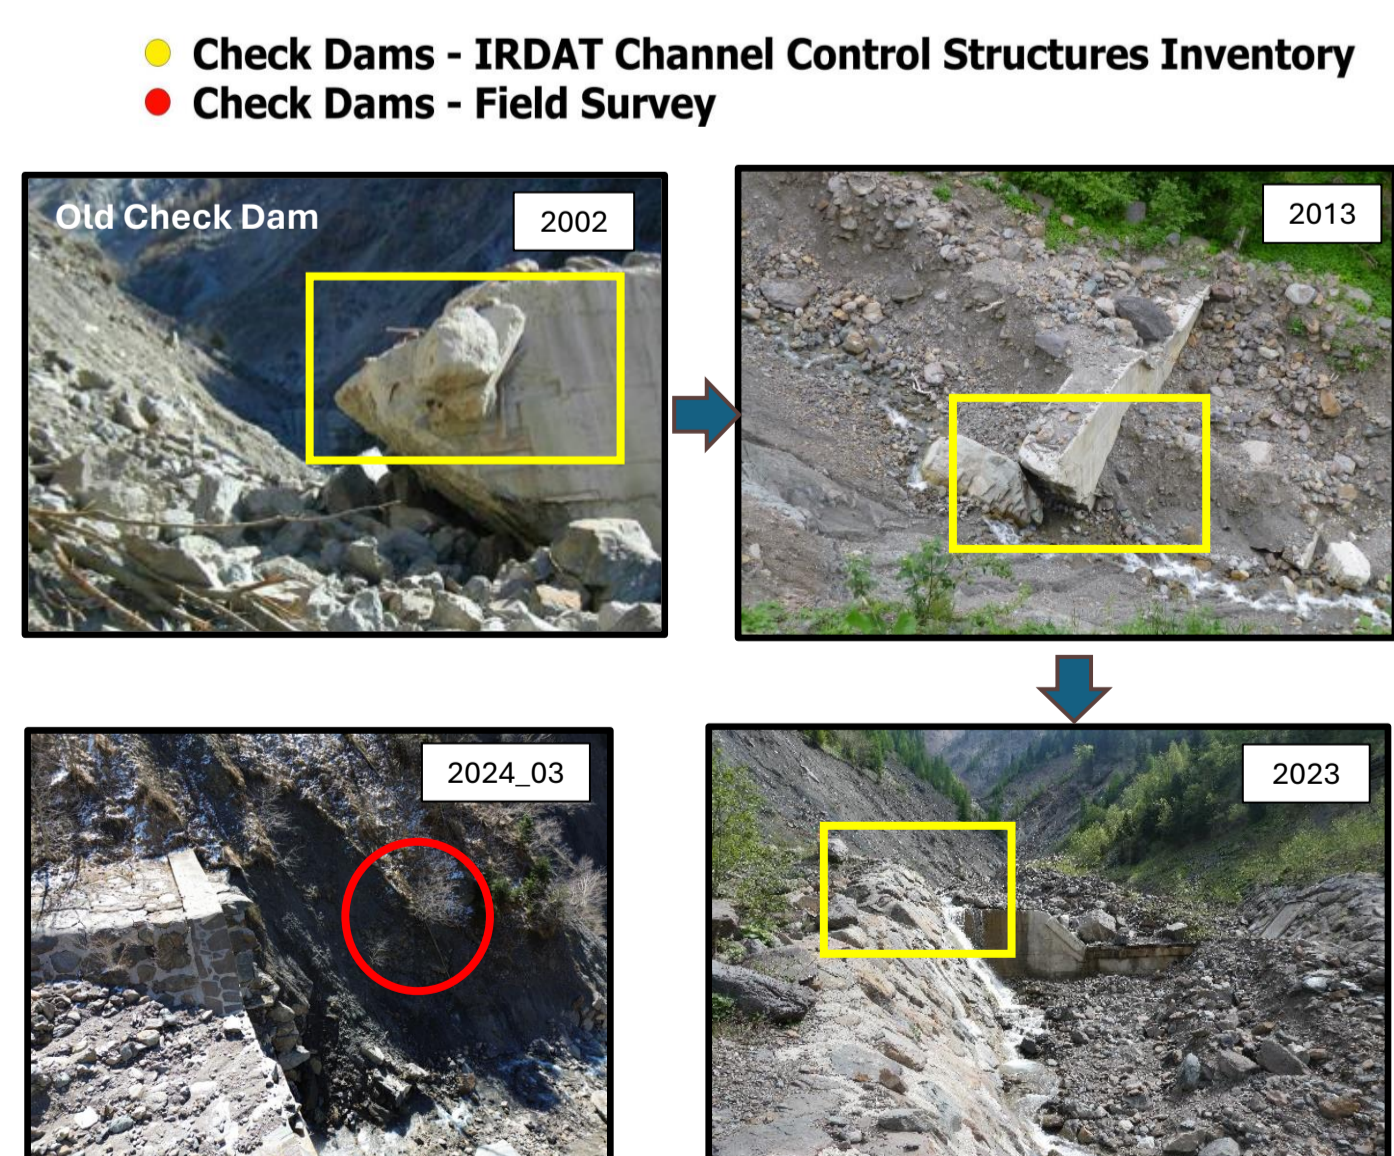 Check Dams - IRDAT Channel Control Structures Inventory
Check Dams - Field Survey
Old Check Dam
2002
2013
2024_03
2023